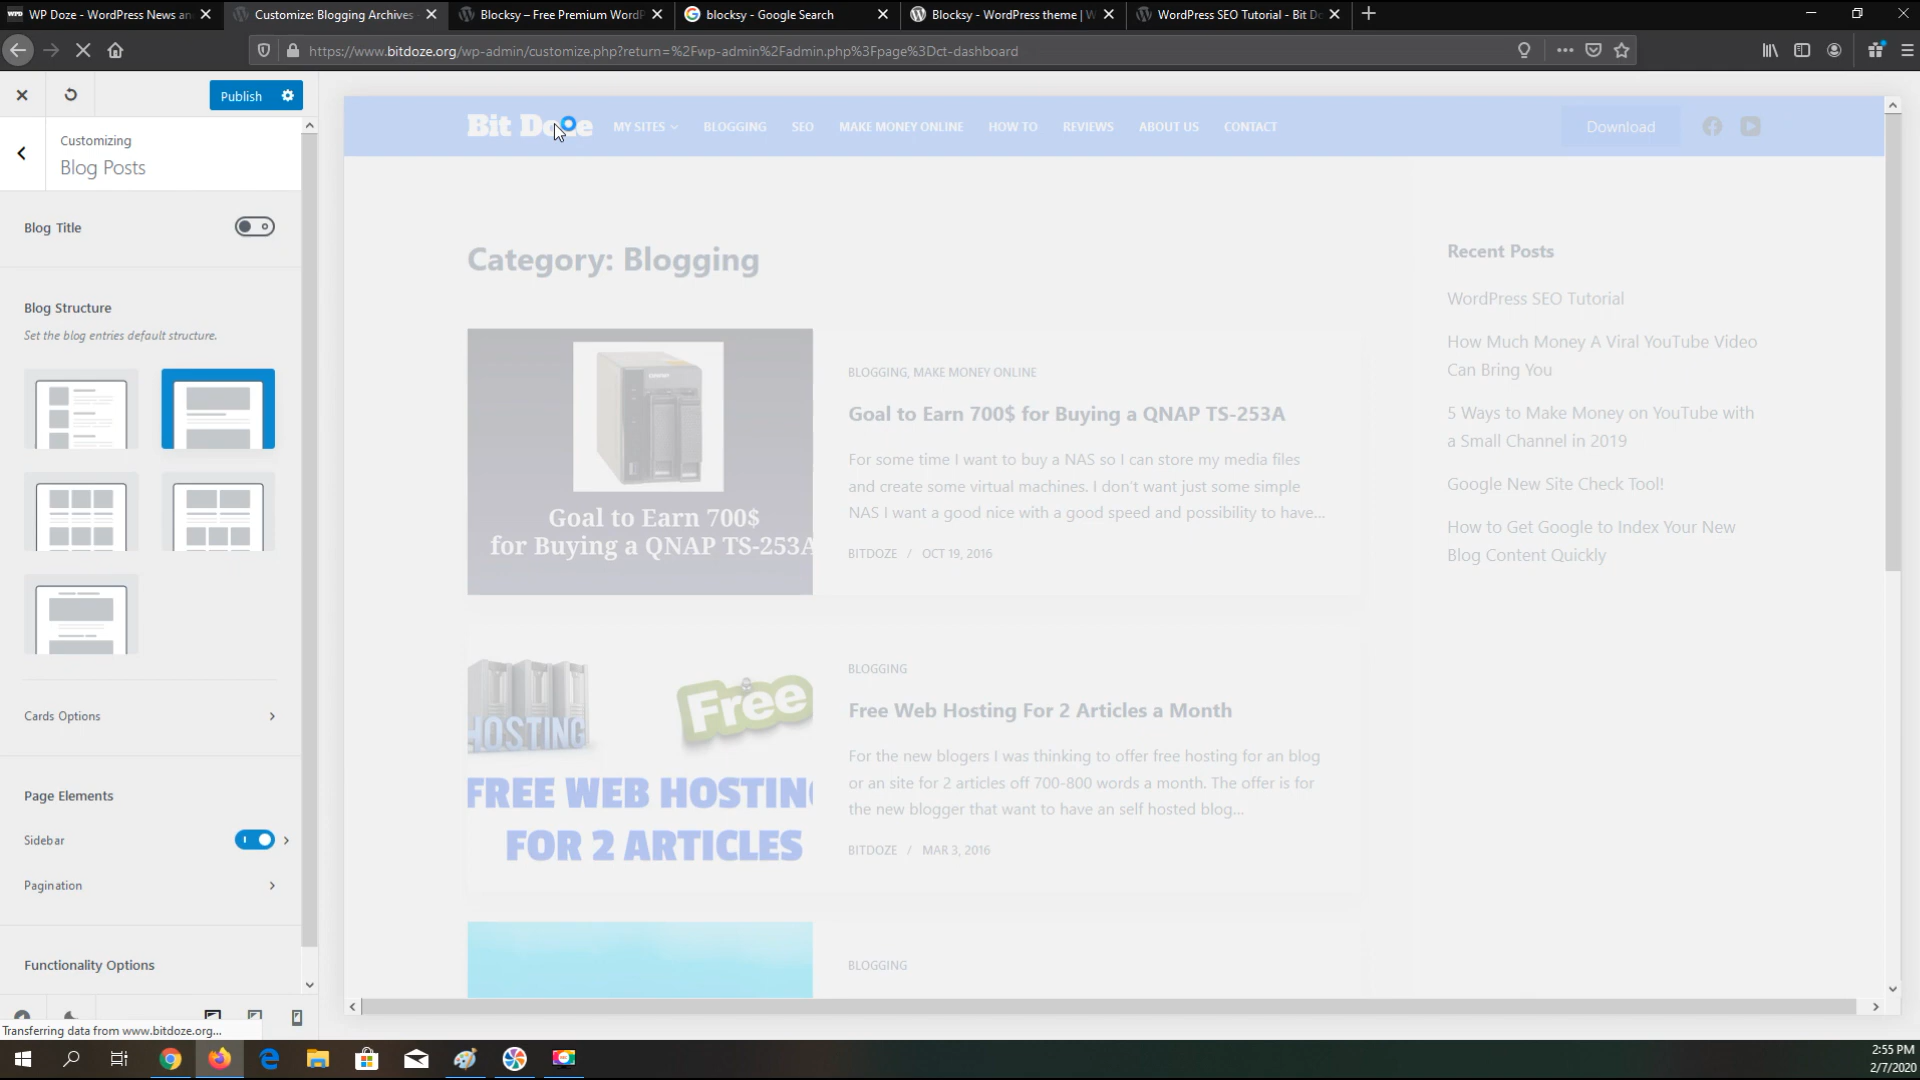 WP Doze - WordPress News an
Customize: Blogging Archives -
Blocksy – Free Premium WordP
blocksy - Google Search
Blocksy - WordPress theme | W
WordPress SEO Tutorial - Bit Do
https://www.bitdoze.org/wp-admin/customize.php?return=%2Fwp-admin%2Fadmin.php%3Fpage%3Dct-dashboard
Publish
Customizing
Blog Posts
Blog Title
Blog Structure
Set the blog entries default structure.
Cards Options
Page Elements
Sidebar
Pagination
Functionality Options
Transferring data from www.bitdoze.org...
Bit Doze
MY SITES
BLOGGING
SEO
MAKE MONEY ONLINE
HOW TO
REVIEWS
ABOUT US
CONTACT
Download
Category: Blogging
Goal to Earn 700$
for Buying a QNAP TS-253A
BLOGGING, MAKE MONEY ONLINE
Goal to Earn 700$ for Buying a QNAP TS-253A
For some time I want to buy a NAS so I can store my media files
and create some virtual machines. I don't want just some simple
NAS I want a good nice with a good speed and possibility to have...
BITDOZE / OCT 19, 2016
HOSTING
Free
FREE WEB HOSTING
FOR 2 ARTICLES
BLOGGING
Free Web Hosting For 2 Articles a Month
For the new blogers I was thinking to offer free hosting for an blog
or an site for 2 articles off 700-800 words a month. The offer is for
the new blogger that want to have an self hosted blog...
BITDOZE / MAR 3, 2016
BLOGGING
Recent Posts
WordPress SEO Tutorial
How Much Money A Viral YouTube Video
Can Bring You
5 Ways to Make Money on YouTube with
a Small Channel in 2019
Google New Site Check Tool!
How to Get Google to Index Your New
Blog Content Quickly
2:55 PM
2/7/2020